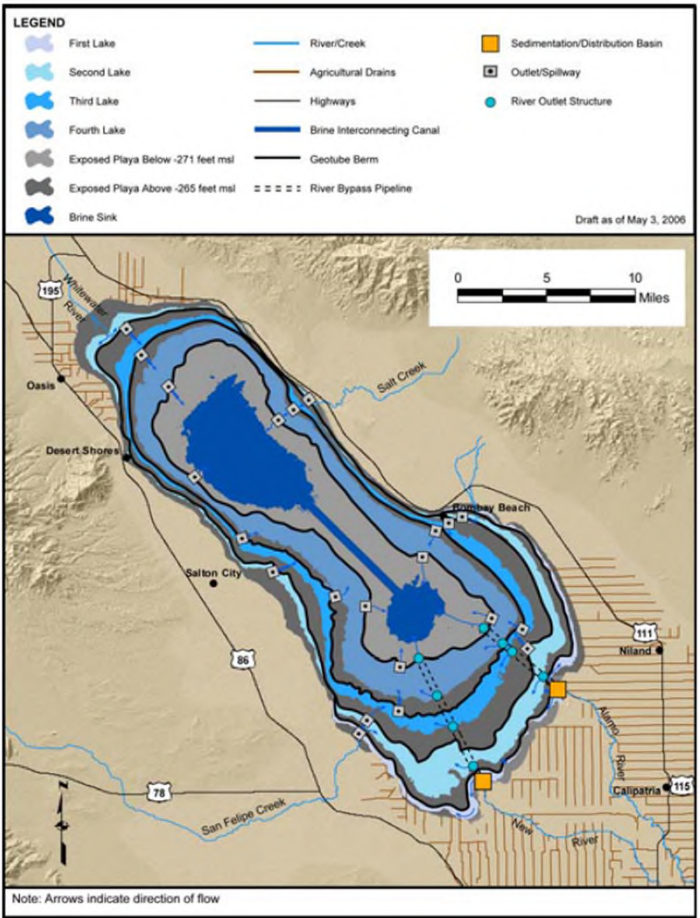 LEGEND
First Lake
Second Lake
Third Lake
Fourth Lake
Exposed Playa Below -271 feet msl
Exposed Playa Above -265 feet msl
Brine Sink
River/Creek
Agricultural Drains
Highways
Brine Interconnecting Canal
Geotube Berm
River Bypass Pipeline
Sedimentation/Distribution Basin
Outlet/Spillway
River Outlet Structure
Draft as of May 3, 2006
0 5 10
Miles
195
Whitewater
River
Oasis
Salt Creek
Desert Shores
Bombay Beach
Salton City
111
Niland
86
Alamo
River
78
115
Calipatria
San Felipe Creek
New
River
N
Note: Arrows indicate direction of flow